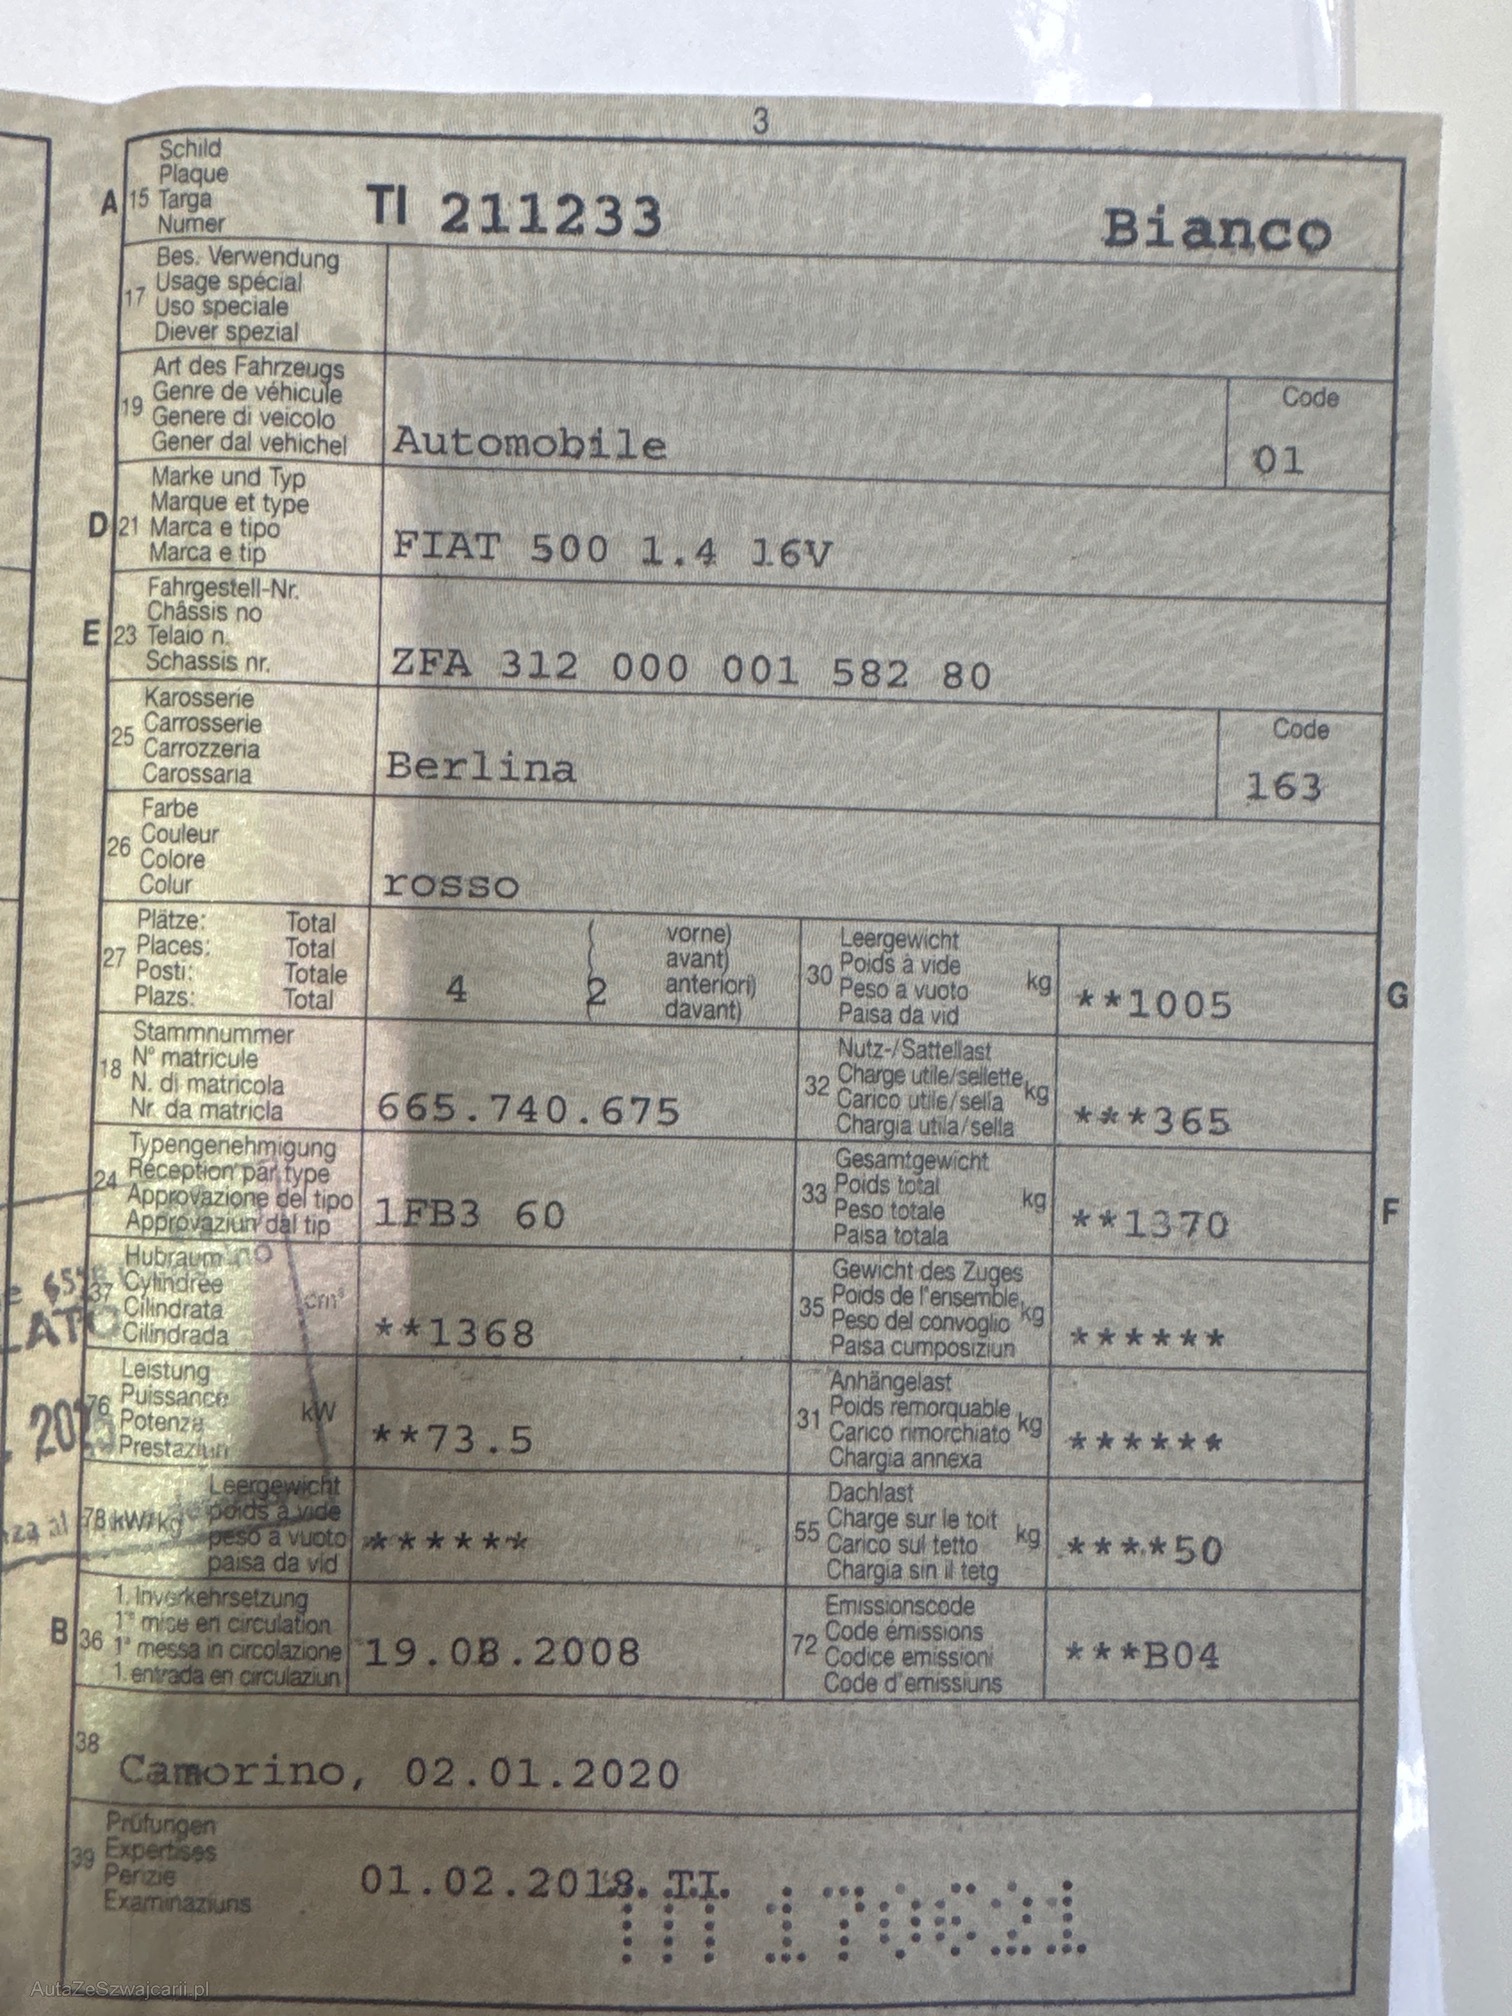 3
A 15 Schild
Plaque
Targa
Numer
TI 211233 Bianco
17 Bes. Verwendung
Usage spécial
Uso speciale
Diever spezial
19 Art des Fahrzeugs
Genre de véhicule
Genere di veicolo
Gener dal vehichel
Automobile
Code
01
D 21 Marke und Typ
Marque et type
Marca e tipo
Marca e tip
FIAT 500 1.4 16V
E 23 Fahrgestell-Nr.
Châssis no
Telaio n.
Schassis nr.
ZFA 312 000 001 582 80
25 Karosserie
Carrosserie
Carrozzeria
Carossaria
Berlina
Code
163
26 Farbe
Couleur
Colore
Colur
rosso
27 Plätze: Total
Places: Total
Posti: Totale
Plazs: Total
4 2
vorne)
avant)
anteriori)
davant)
30 Leergewicht
Poids à vide
Peso a vuoto
Paisa da vid
kg **1005 G
18 Stammnummer
N° matricule
N. di matricola
Nr. da matricla
665.740.675
32 Nutz-/Sattellast
Charge utile/sellette
Carico utile/sella
Chargia utila/sella
kg ***365
24 Typengenehmigung
Réception par type
Approvazione del tipo
Approvaziun dal tip
1FB3 60
33 Gesamtgewicht
Poids total
Peso totale
Paisa totala
kg **1370 F
37 Hubraum
Cylindrée
Cilindrata
Cilindrada
cm³ **1368
35 Gewicht des Zuges
Poids de l'ensemble
Peso del convoglio
Paisa cumposiziun
kg ******
76 Leistung
Puissance
Potenza
Prestaziun
kW **73.5
31 Anhängelast
Poids remorquable
Carico rimorchiato
Chargia annexa
kg ******
78 kW/kg Leergewicht
poids à vide
peso a vuoto
paisa da vid
******
55 Dachlast
Charge sur le toit
Carico sul tetto
Chargia sin il tetg
kg ****50
B 36 1. Inverkehrsetzung
1re mise en circulation
1a messa in circolazione
1. entrada en circulaziun
19.08.2008
72 Emissionscode
Code émissions
Codice emissioni
Code d'emissiuns
***B04
38
Camorino, 02.01.2020
39 Prüfungen
Expertises
Perizie
Examinaziuns
01.02.2018. TI.
170621
AutaZeSzwajcarii.pl